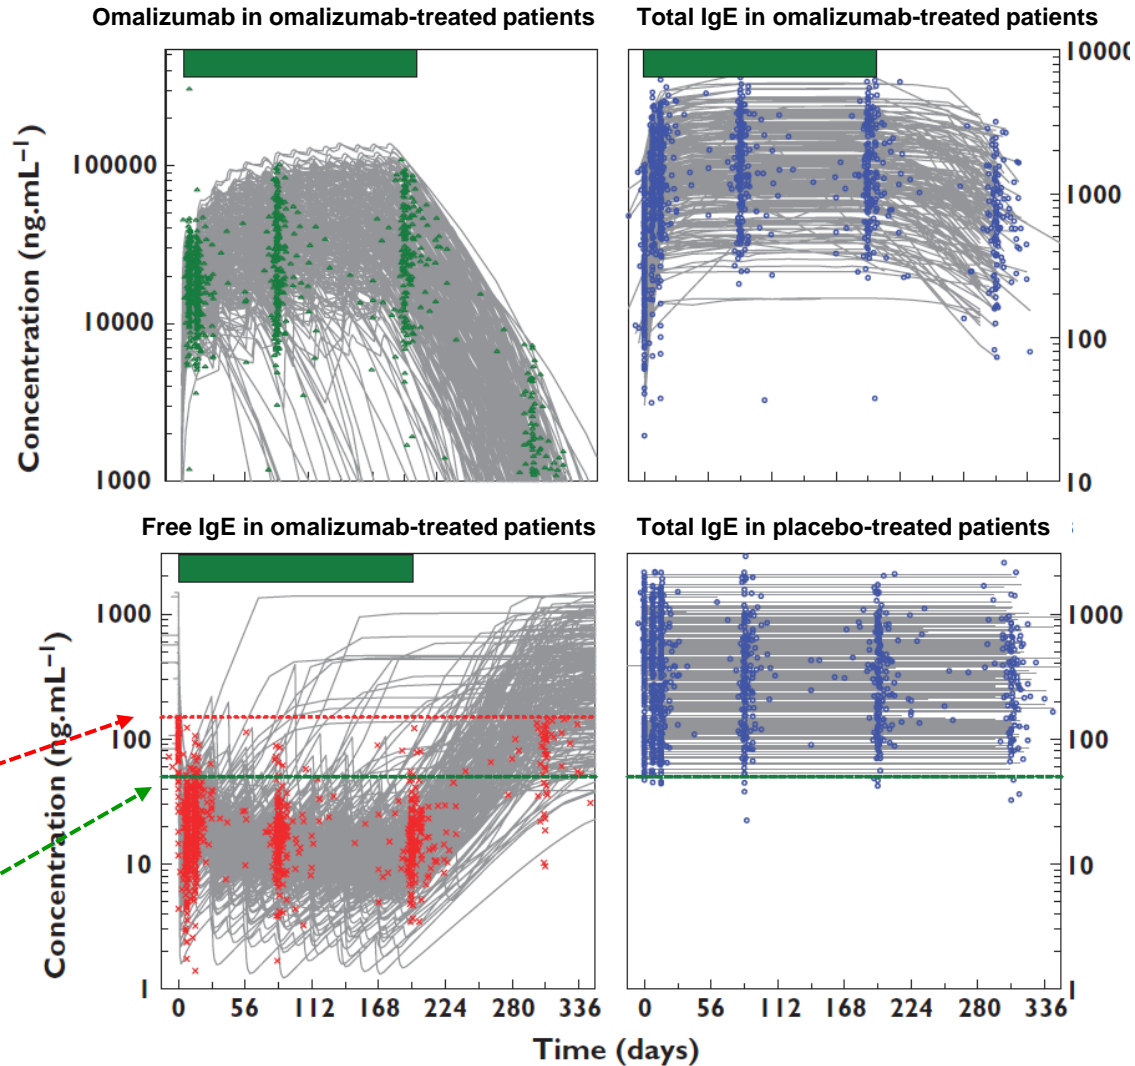 Omalizumab in omalizumab-treated patients
Total IgE in omalizumab-treated patients
Concentration (ng.mL⁻¹)
100000
10000
1000
10000
1000
100
10
Free IgE in omalizumab-treated patients
Total IgE in placebo-treated patients
Concentration (ng.mL⁻¹)
1000
100
10
1
1000
100
10
1
0 56 112 168 224 280 336
0 56 112 168 224 280 336
Time (days)